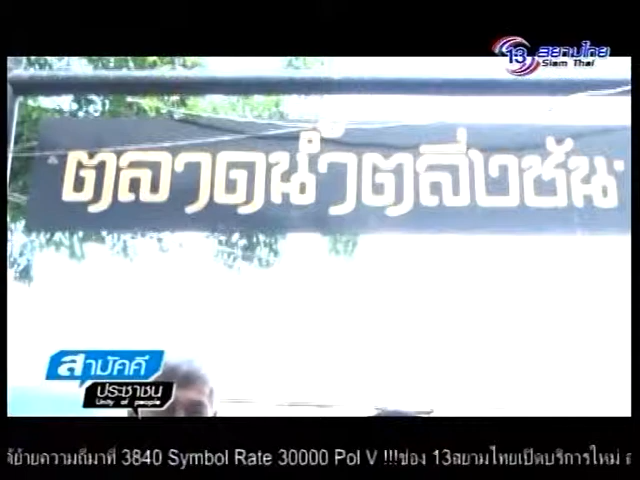 13 สยามไทย
Siam Thai
ตลาดน้ำตลิ่งชัน
สามัคคี
ประชาชน
Unity of people
ย้ายความถี่มาที่ 3840 Symbol Rate 30000 Pol V !!!ช่อง 13สยามไทยเปิดบริการใหม่